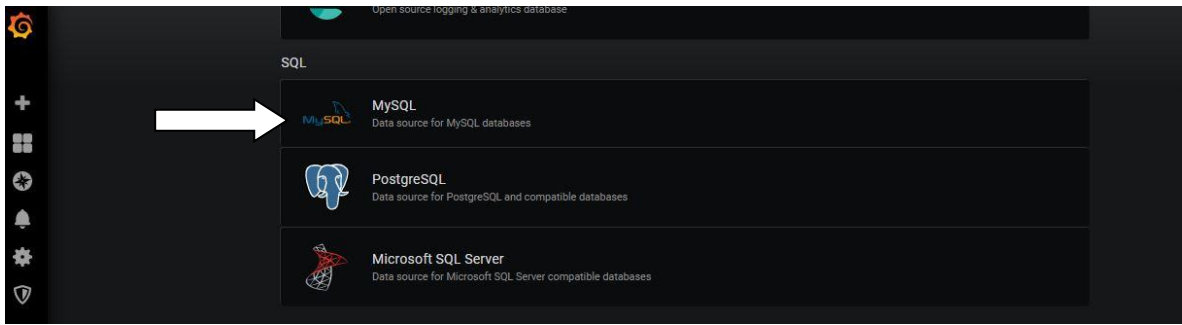 Open source logging & analytics database
SQL
MySQL
MySQL
Data source for MySQL databases
PostgreSQL
Data source for PostgreSQL and compatible databases
Microsoft SQL Server
Data source for Microsoft SQL Server compatible databases